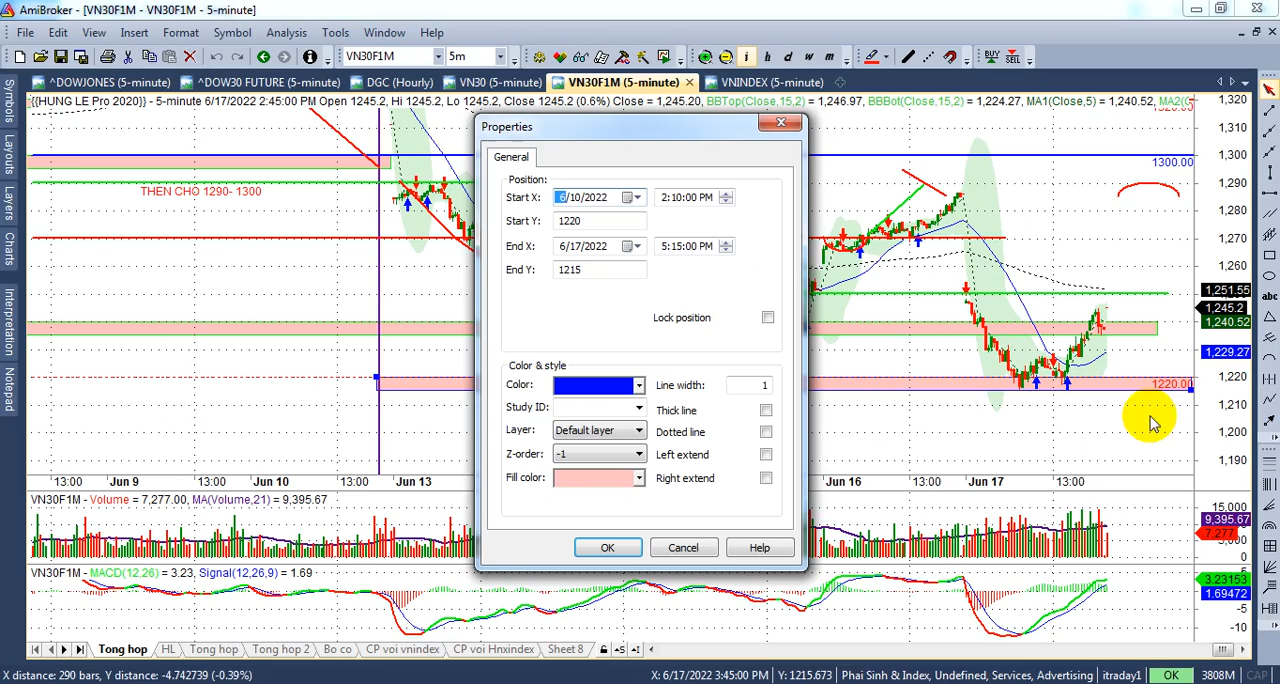 AmiBroker - [VN30F1M - VN30F1M - 5-minute]
File Edit View Insert Format Symbol Analysis Tools Window Help
VN30F1M 5m i h d w m BUY SELL
^DOWJONES (5-minute) ^DOW30 FUTURE (5-minute) DGC (Hourly) VN30 (5-minute) VN30F1M (5-minute) VNINDEX (5-minute)
{{HUNG LE Pro 2020}} - 5-minute 6/17/2022 2:45:00 PM Open 1245.2, Hi 1245.2, Lo 1245.2, Close 1245.2 (0.6%) Close = 1,245.20, BBTop(Close,15,2) = 1,246.97, BBBot(Close,15,2) = 1,224.27, MA1(Close,5) = 1,240.52, MA2(C
Symbols
Layouts
Layers
Charts
Interpretation
Notepad
THEN CHO 1290- 1300
1300.00
1220.00
1,320
1,310
1,300
1,290
1,280
1,270
1,260
1,251.55
1,245.2
1,240.52
1,229.27
1,220
1,210
1,200
1,190
Properties
General
Position:
Start X: 6/10/2022 2:10:00 PM
Start Y: 1220
End X: 6/17/2022 5:15:00 PM
End Y: 1215
Lock position
Color & style
Color: Line width: 1
Study ID: Thick line
Layer: Default layer Dotted line
Z-order: -1 Left extend
Fill color: Right extend
OK Cancel Help
abc
13:00 Jun 9 13:00 Jun 10 13:00 Jun 13 Jun 16 13:00 Jun 17 13:00
VN30F1M - Volume = 7,277.00, MA(Volume,21) = 9,395.67
15,000
9,395.67
7,277
5,000
0
VN30F1M - MACD(12,26) = 3.23, Signal(12,26,9) = 1.69
3.23153
1.69472
-5
-10
Tong hop HL Tong hop Tong hop 2 Bo co CP voi vnindex CP voi Hnxindex Sheet 8
X distance: 290 bars, Y distance: -4.742739 (-0.39%) X: 6/17/2022 3:45:00 PM Y: 1215.673 Phai Sinh & Index, Undefined, Services, Advertising itraday1 OK 3808M CAP